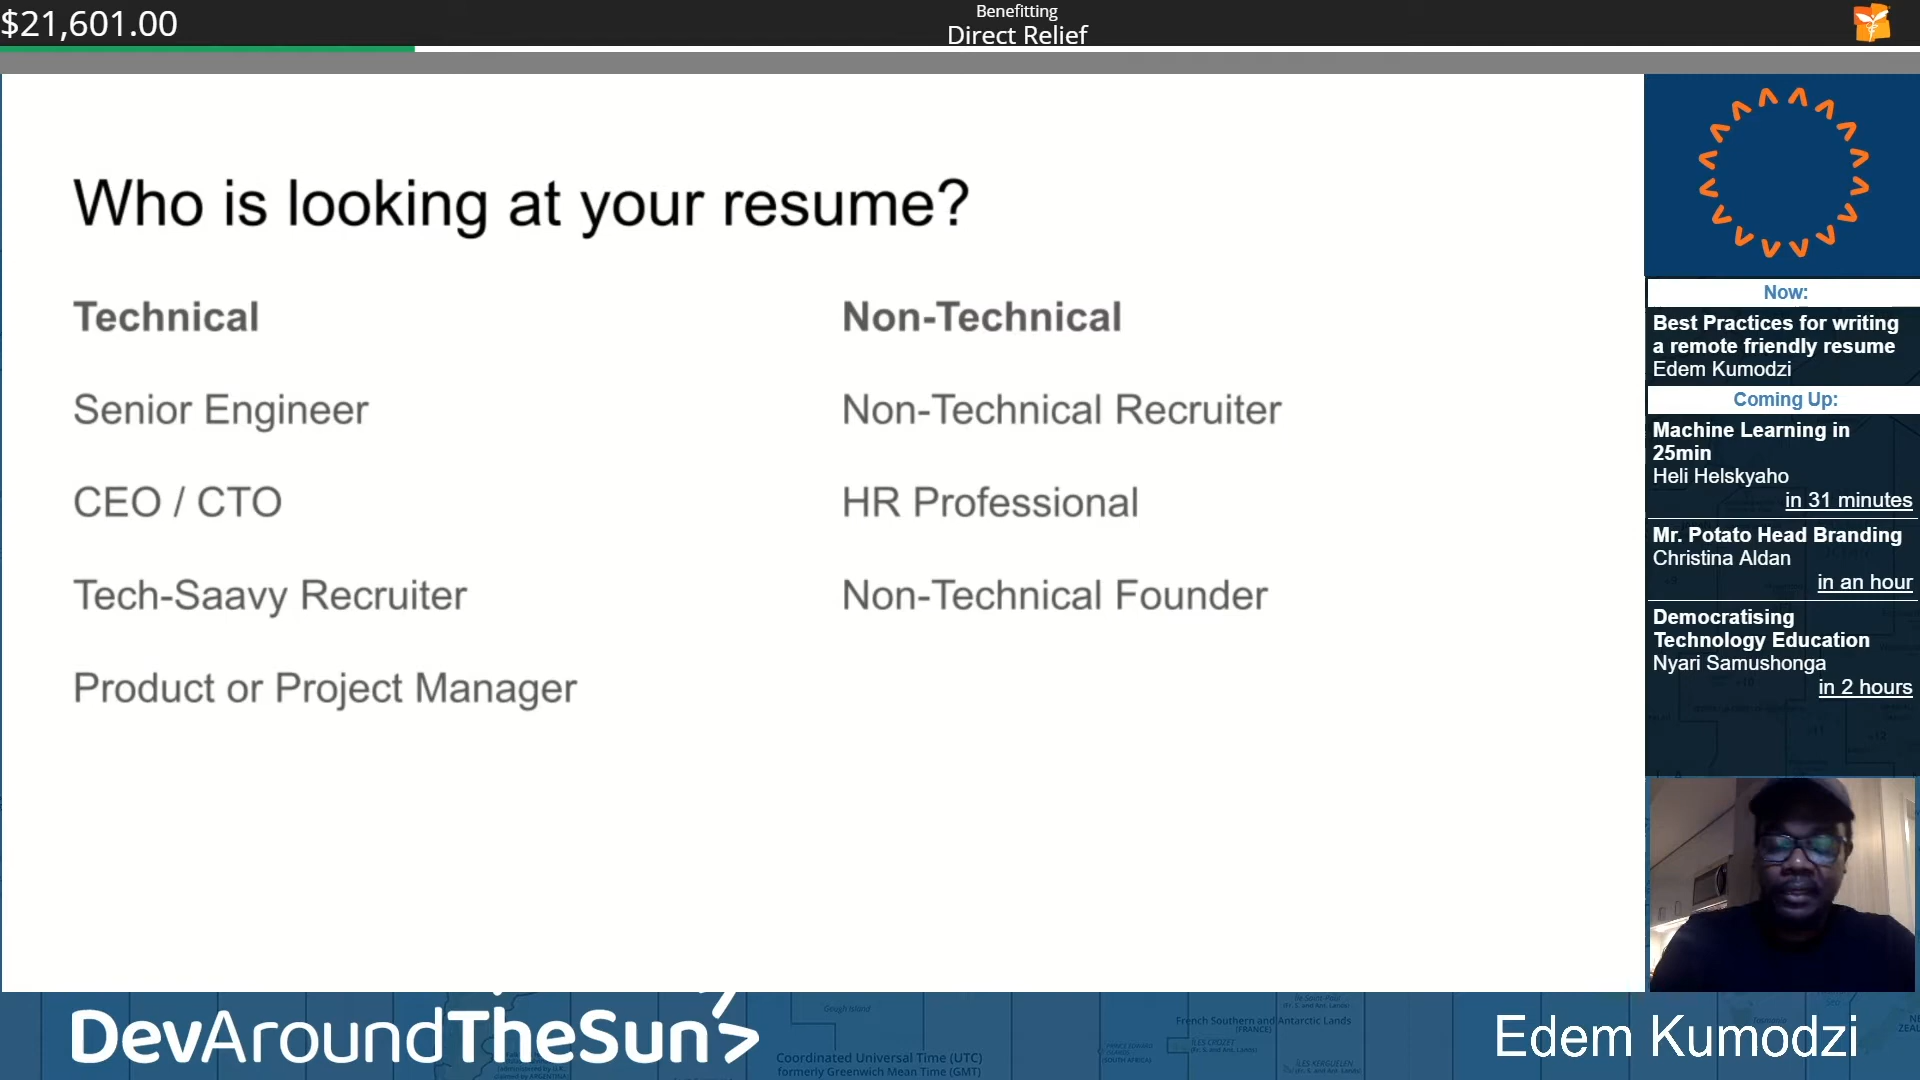 $21,601.00
Benefitting
Direct Relief
Who is looking at your resume?
Technical
Senior Engineer
CEO / CTO
Tech-Saavy Recruiter
Product or Project Manager
Non-Technical
Non-Technical Recruiter
HR Professional
Non-Technical Founder
Now:
Best Practices for writing
a remote friendly resume
Edem Kumodzi
Coming Up:
Machine Learning in
25min
Heli Helskyaho
in 31 minutes
Mr. Potato Head Branding
Christina Aldan
in an hour
Democratising
Technology Education
Nyari Samushonga
in 2 hours
DevAroundTheSun
Gough Island
Coordinated Universal Time (UTC)
formerly Greenwich Mean Time (GMT)
French Southern and Antarctic Lands
(FRANCE)
Edem Kumodzi